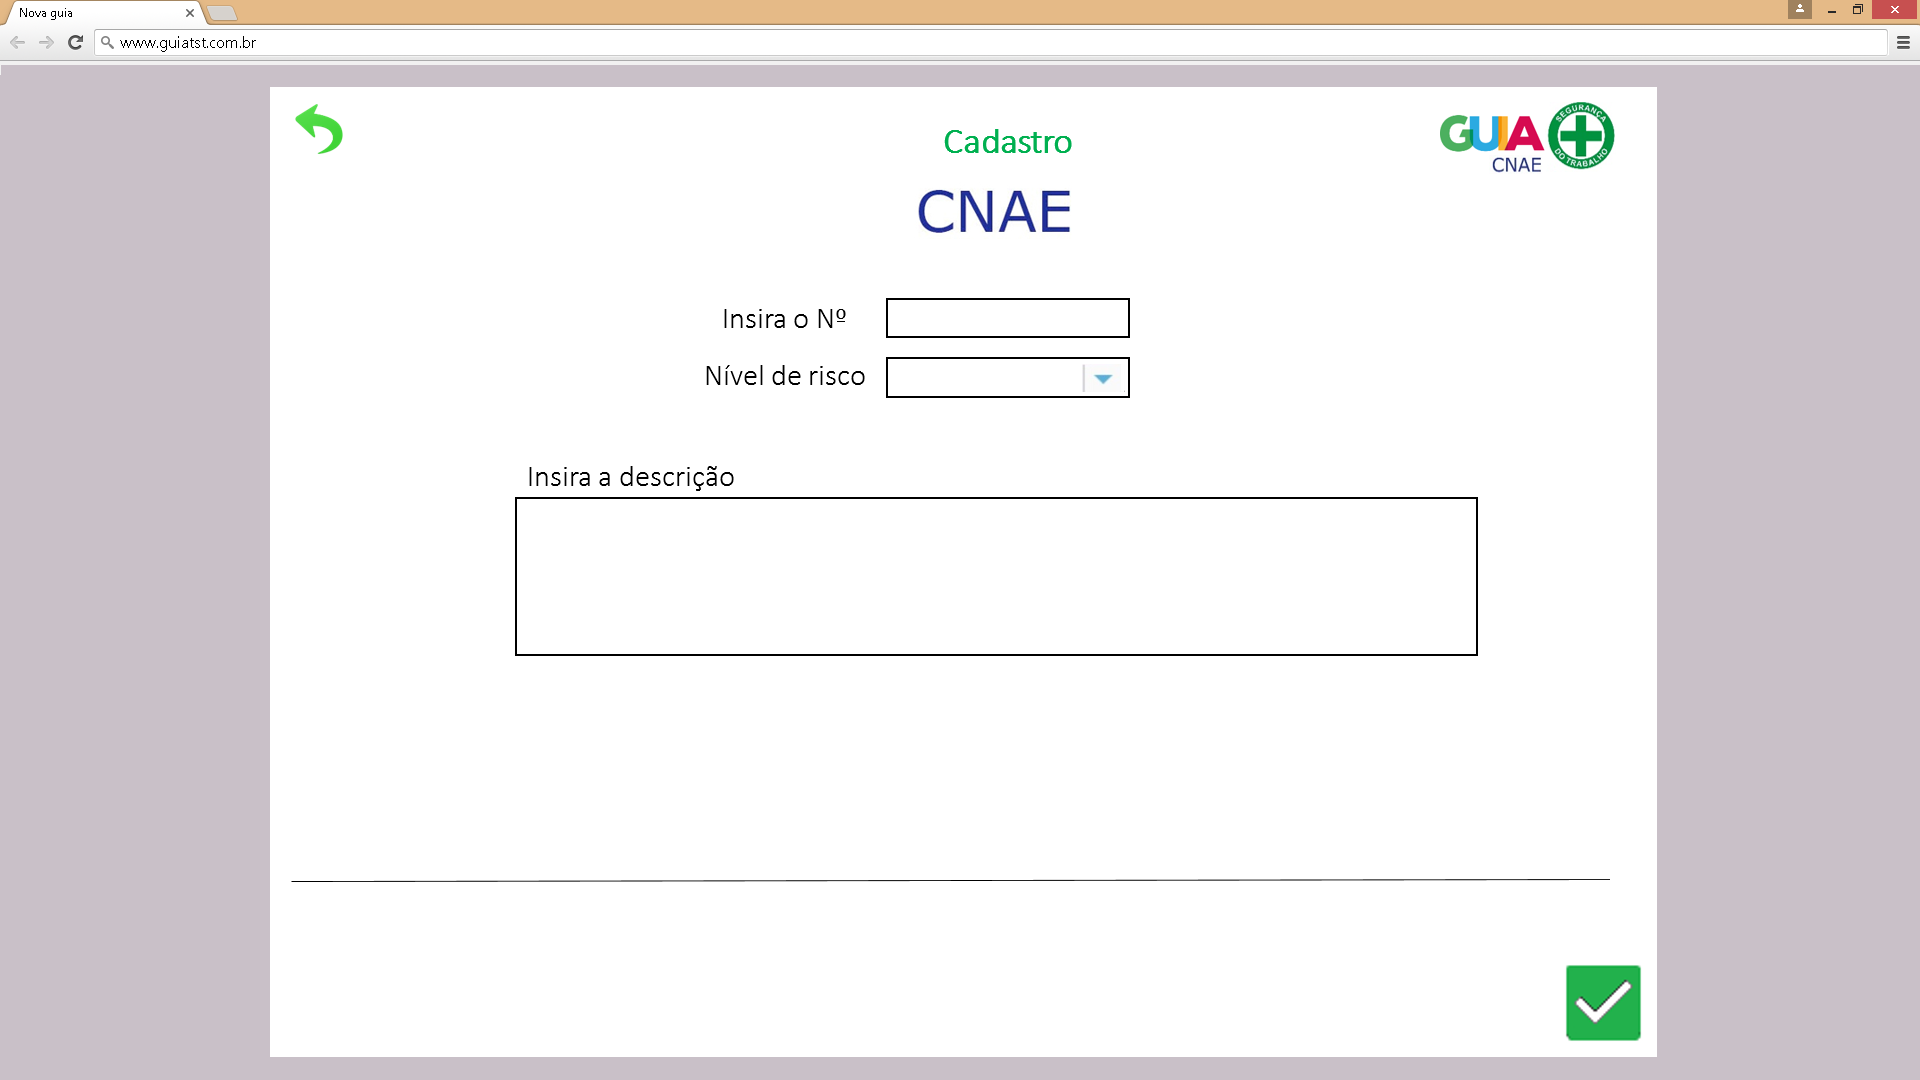 Nova guia
www.guiatst.com.br
Cadastro
GUIA
CNAE
SEGURANÇA
DO TRABALHO
CNAE
Insira o Nº
Nível de risco
Insira a descrição